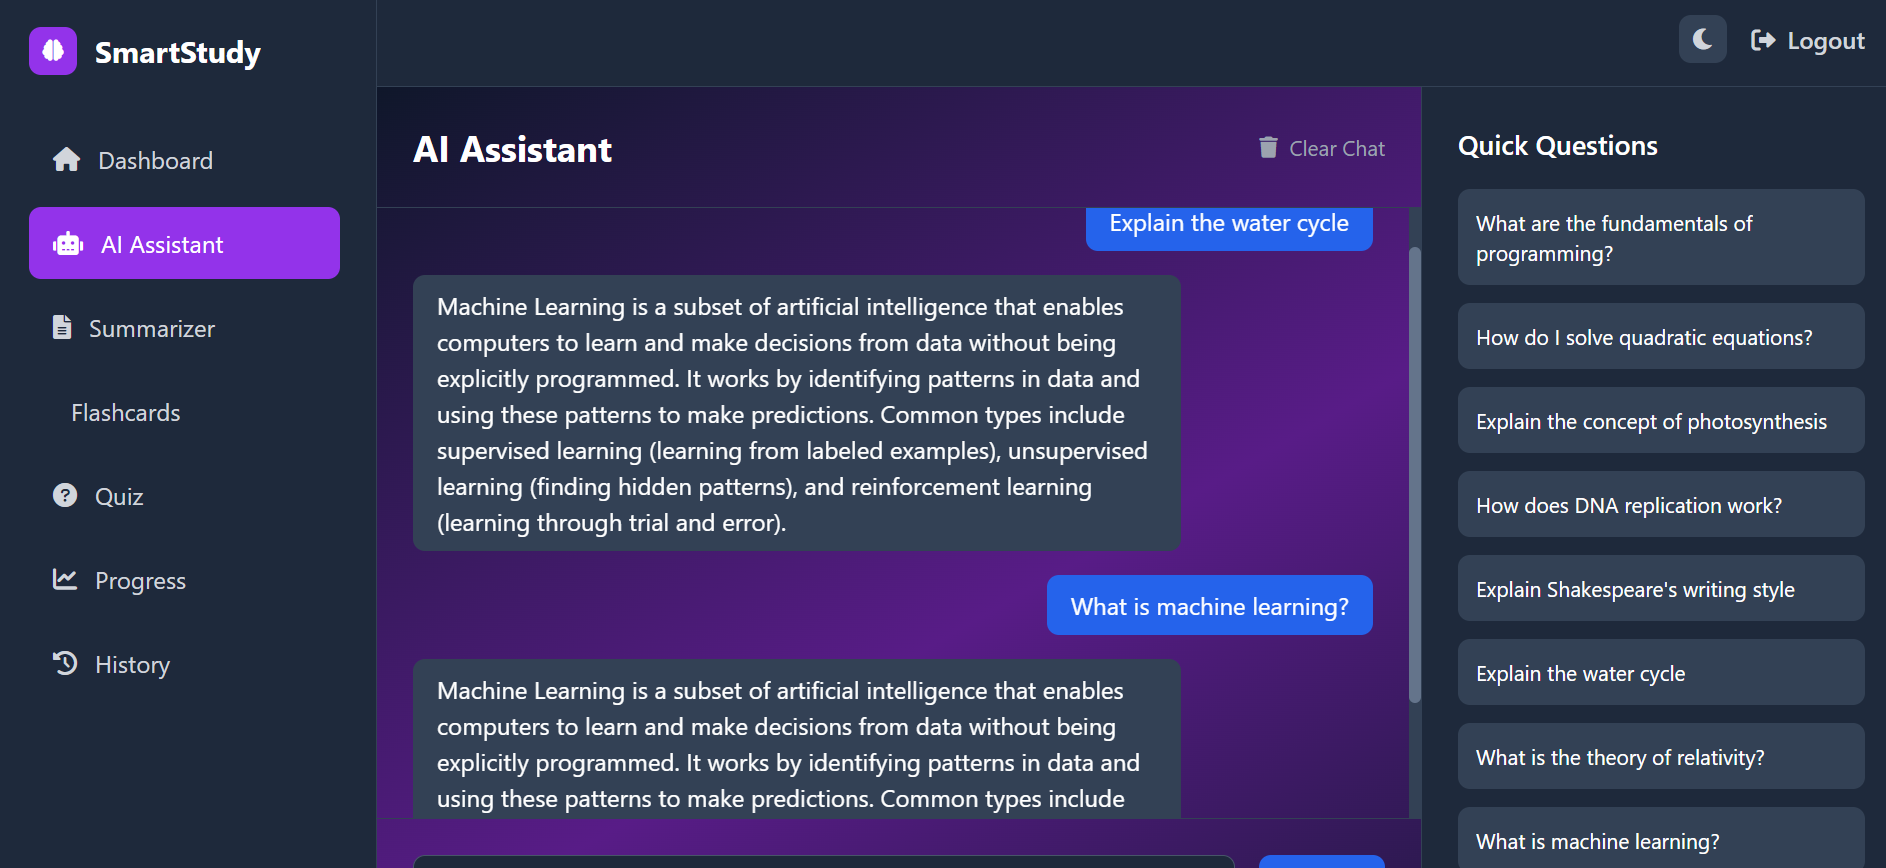 SmartStudy
Dashboard
AI Assistant
Summarizer
Flashcards
Quiz
Progress
History
Logout
AI Assistant
Clear Chat
Explain the water cycle
Machine Learning is a subset of artificial intelligence that enables
computers to learn and make decisions from data without being
explicitly programmed. It works by identifying patterns in data and
using these patterns to make predictions. Common types include
supervised learning (learning from labeled examples), unsupervised
learning (finding hidden patterns), and reinforcement learning
(learning through trial and error).
What is machine learning?
Machine Learning is a subset of artificial intelligence that enables
computers to learn and make decisions from data without being
explicitly programmed. It works by identifying patterns in data and
using these patterns to make predictions. Common types include
Quick Questions
What are the fundamentals of
programming?
How do I solve quadratic equations?
Explain the concept of photosynthesis
How does DNA replication work?
Explain Shakespeare's writing style
Explain the water cycle
What is the theory of relativity?
What is machine learning?